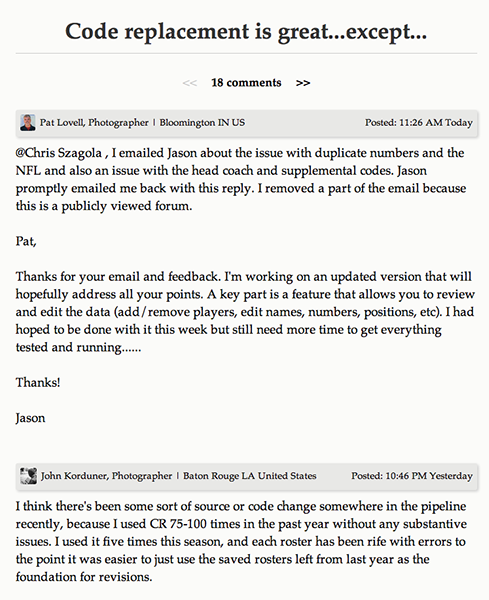 Code replacement is great...except...
<< 18 comments >>
Pat Lovell, Photographer | Bloomington IN US Posted: 11:26 AM Today
@Chris Szagola , I emailed Jason about the issue with duplicate numbers and the
NFL and also an issue with the head coach and supplemental codes. Jason
promptly emailed me back with this reply. I removed a part of the email because
this is a publicly viewed forum.
Pat,
Thanks for your email and feedback. I'm working on an updated version that will
hopefully address all your points. A key part is a feature that allows you to review
and edit the data (add/remove players, edit names, numbers, positions, etc). I had
hoped to be done with it this week but still need more time to get everything
tested and running......
Thanks!
Jason
John Korduner, Photographer | Baton Rouge LA United States Posted: 10:46 PM Yesterday
I think there's been some sort of source or code change somewhere in the pipeline
recently, because I used CR 75-100 times in the past year without any substantive
issues. I used it five times this season, and each roster has been rife with errors to
the point it was easier to just use the saved rosters left from last year as the
foundation for revisions.